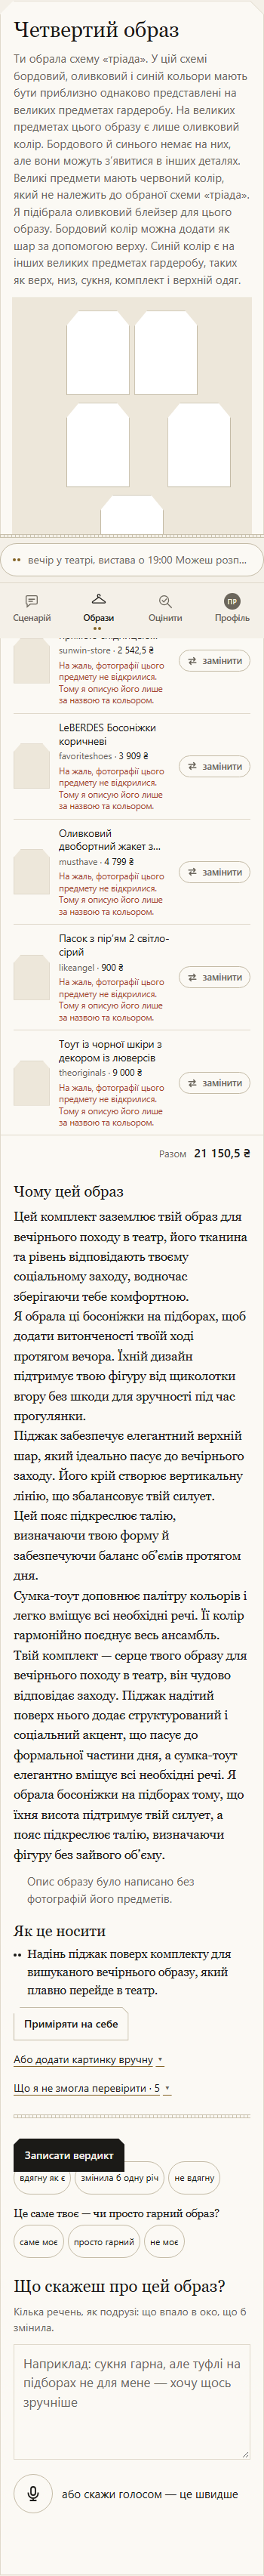 Четвертий образ
Ти обрала схему «тріада». У цій схемі
бордовий, оливковий і синій кольори мають
бути приблизно однаково представлені на
великих предметах гардеробу. На великих
предметах цього образу є лише оливковий
колір. Бордового й синього немає на них,
але вони можуть з’явитися в інших деталях.
Великі предмети мають червоний колір,
який не належить до обраної схеми «тріада».
Я підібрала оливковий блейзер для цього
образу. Бордовий колір можна додати як
шар за допомогою верху. Синій колір є на
інших великих предметах гардеробу, таких
як верх, низ, сукня, комплект і верхній одяг.
•• вечір у театрі, вистава о 19:00 Можеш розп...
Сценарій
Образи
Оцінити
ПР
Профіль
sunwin-store · 2 542,5 ₴
На жаль, фотографії цього
предмету не відкрилися.
Тому я описую його лише
за назвою та кольором.
замінити
LeBERDES Босоніжки
коричневі
favoriteshoes · 3 909 ₴
На жаль, фотографії цього
предмету не відкрилися.
Тому я описую його лише
за назвою та кольором.
замінити
Оливковий
двобортний жакет з...
musthave · 4 799 ₴
На жаль, фотографії цього
предмету не відкрилися.
Тому я описую його лише
за назвою та кольором.
замінити
Пасок з пір'ям 2 світло-
сірий
likeangel · 900 ₴
На жаль, фотографії цього
предмету не відкрилися.
Тому я описую його лише
за назвою та кольором.
замінити
Тоут із чорної шкіри з
декором із люверсів
theoriginals · 9 000 ₴
На жаль, фотографії цього
предмету не відкрилися.
Тому я описую його лише
за назвою та кольором.
замінити
Разом 21 150,5 ₴
Чому цей образ
Цей комплект заземлює твій образ для
вечірнього походу в театр, його тканина
та рівень відповідають твоєму
соціальному заходу, водночас
зберігаючи тебе комфортною.
Я обрала ці босоніжки на підборах, щоб
додати витонченості твоїй ході
протягом вечора. Їхній дизайн
підтримує твою фігуру від щиколотки
вгору без шкоди для зручності під час
прогулянки.
Піджак забезпечує елегантний верхній
шар, який ідеально пасує до вечірнього
заходу. Його крій створює вертикальну
лінію, що збалансовує твій силует.
Цей пояс підкреслює талію,
визначаючи твою форму й
забезпечуючи баланс об’ємів протягом
дня.
Сумка-тоут доповнює палітру кольорів і
легко вміщує всі необхідні речі. Її колір
гармонійно поєднує весь ансамбль.
Твій комплект — серце твого образу для
вечірнього походу в театр, він чудово
відповідає заходу. Піджак надітий
поверх нього додає структурований і
соціальний акцент, що пасує до
формальної частини дня, а сумка-тоут
елегантно вміщує всі необхідні речі. Я
обрала босоніжки на підборах тому, що
їхня висота підтримує твій силует, а
пояс підкреслює талію, визначаючи
фігуру без зайвого об’єму.
Опис образу було написано без
фотографій його предметів.
Як це носити
•• Надінь піджак поверх комплекту для
вишуканого вечірнього образу, який
плавно перейде в театр.
Приміряти на себе
Або додати картинку вручну ▾
Що я не змогла перевірити · 5 ▾
Записати вердикт
вдягну як є
змінила б одну річ
не вдягну
Це саме твоє — чи просто гарний образ?
саме моє
просто гарний
не моє
Що скажеш про цей образ?
Кілька речень, як подрузі: що впало в око, що б
змінила.
Наприклад: сукня гарна, але туфлі на
підборах не для мене — хочу щось
зручніше
або скажи голосом — це швидше